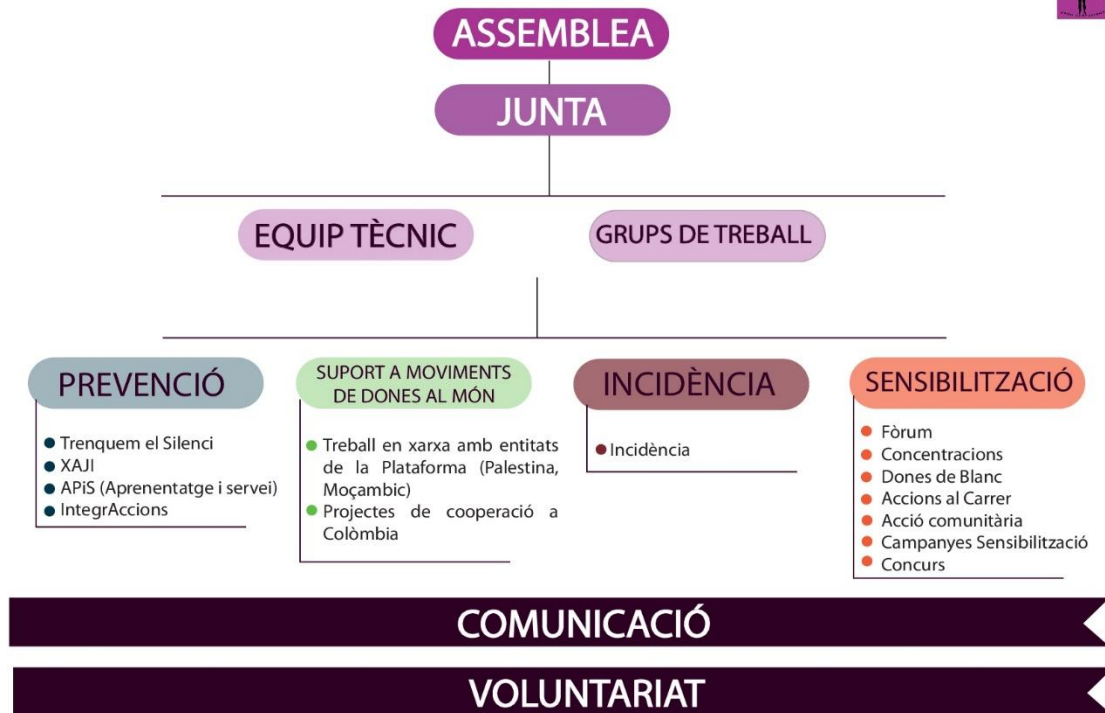 ASSEMBLEA
JUNTA
EQUIP TÈCNIC
GRUPS DE TREBALL
PREVENCIÓ
Trenquem el Silenci
XAJI
APiS (Aprenentatge i servei)
IntegrAccions
SUPORT A MOVIMENTS
DE DONES AL MÓN
Treball en xarxa amb entitats
de la Plataforma (Palestina,
Moçambic)
Projectes de cooperació a
Colòmbia
INCIDÈNCIA
Incidència
SENSIBILITZACIÓ
Fòrum
Concentracions
Dones de Blanc
Accions al Carrer
Acció comunitària
Campanyes Sensibilització
Concurs
COMUNICACIÓ
VOLUNTARIAT